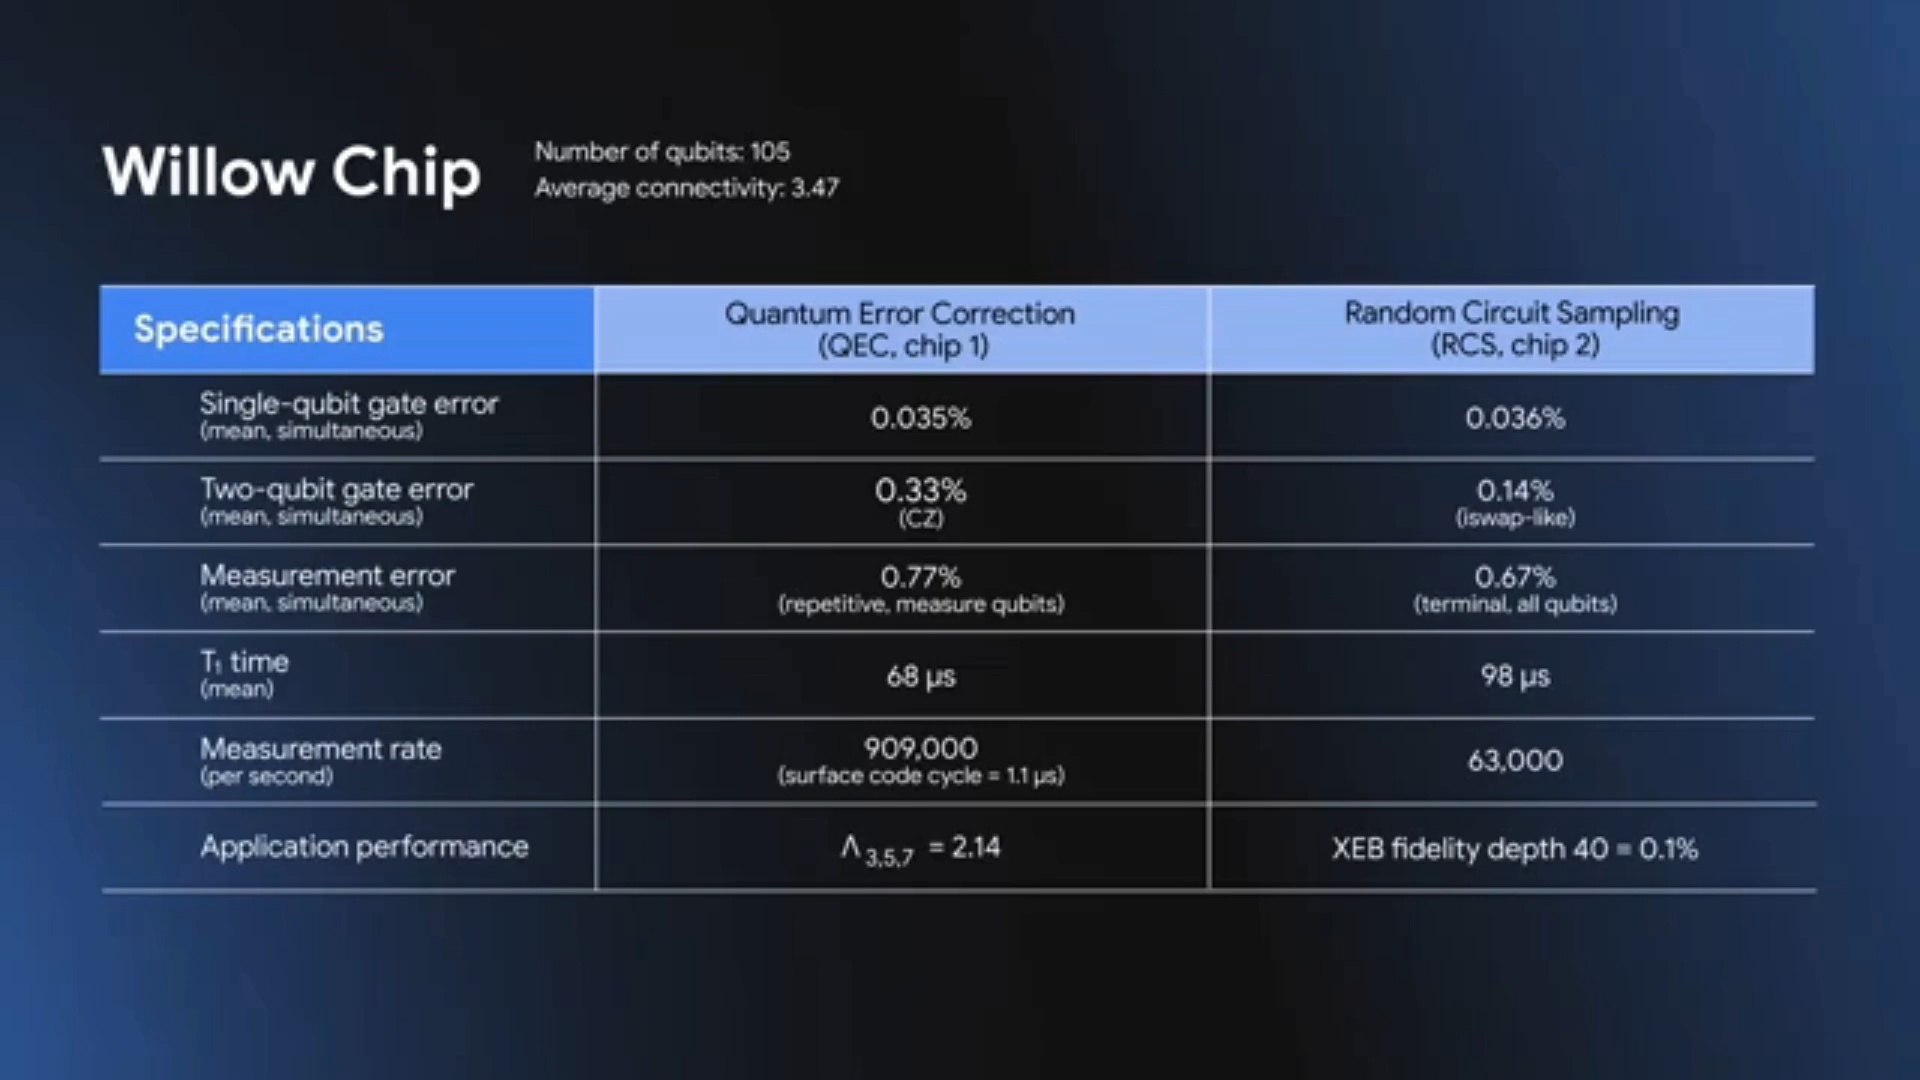 Willow Chip
Number of qubits: 105
Average connectivity: 3.47
Specifications
Quantum Error Correction
(QEC, chip 1)
Random Circuit Sampling
(RCS, chip 2)
Single-qubit gate error
(mean, simultaneous)
0.035%
0.036%
Two-qubit gate error
(mean, simultaneous)
0.33%
(CZ)
0.14%
(iswap-like)
Measurement error
(mean, simultaneous)
0.77%
(repetitive, measure qubits)
0.67%
(terminal, all qubits)
T₁ time
(mean)
68 μs
98 μs
Measurement rate
(per second)
909,000
(surface code cycle = 1.1 μs)
63,000
Application performance
Λ 3,5,7 = 2.14
XEB fidelity depth 40 = 0.1%